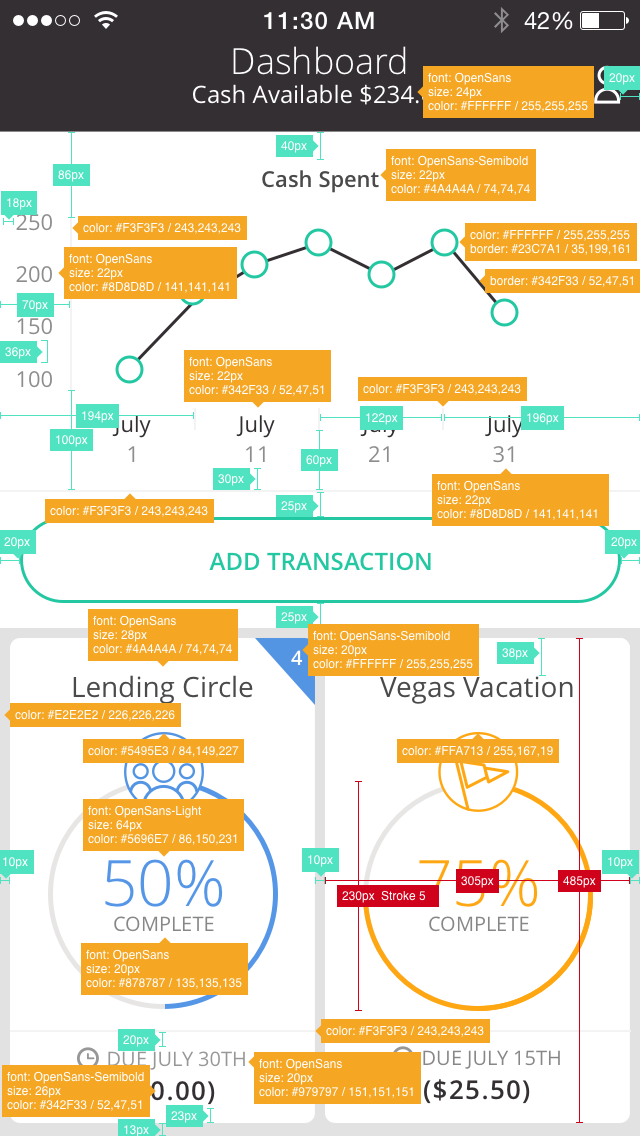 11:30 AM
42%
Dashboard
Cash Available $234.
font: OpenSans
size: 24px
color: #FFFFFF / 255,255,255
20px
40px
86px
Cash Spent
font: OpenSans-Semibold
size: 22px
color: #4A4A4A / 74,74,74
18px
250
color: #F3F3F3 / 243,243,243
color: #FFFFFF / 255,255,255
border: #23C7A1 / 35,199,161
200
font: OpenSans
size: 22px
color: #8D8D8D / 141,141,141
border: #342F33 / 52,47,51
70px
150
36px
100
font: OpenSans
size: 22px
color: #342F33 / 52,47,51
color: #F3F3F3 / 243,243,243
194px
122px
196px
July
July
July
July
100px
1
11
21
31
60px
30px
font: OpenSans
size: 22px
color: #8D8D8D / 141,141,141
color: #F3F3F3 / 243,243,243
25px
20px
ADD TRANSACTION
20px
25px
font: OpenSans
size: 28px
color: #4A4A4A / 74,74,74
4
font: OpenSans-Semibold
size: 20px
color: #FFFFFF / 255,255,255
38px
Lending Circle
Vegas Vacation
color: #E2E2E2 / 226,226,226
color: #5495E3 / 84,149,227
color: #FFA713 / 255,167,19
font: OpenSans-Light
size: 64px
color: #5696E7 / 86,150,231
10px
10px
10px
50%
75%
305px
485px
230px Stroke 5
COMPLETE
COMPLETE
font: OpenSans
size: 20px
color: #878787 / 135,135,135
color: #F3F3F3 / 243,243,243
20px
DUE JULY 30TH
DUE JULY 15TH
font: OpenSans
size: 20px
color: #979797 / 151,151,151
font: OpenSans-Semibold
size: 26px
color: #342F33 / 52,47,51
0.00)
($25.50)
23px
13px